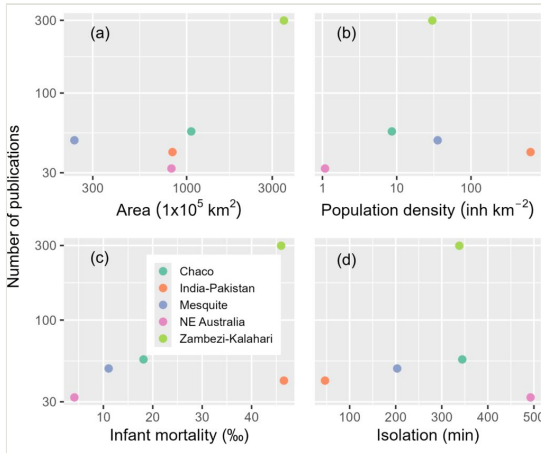 Number of publications
300
100
30
(a)
300 1000 3000
Area (1x10⁵ km²)
(b)
1 10 100
Population density (inh km⁻²)
300
100
30
(c)
Chaco
India-Pakistan
Mesquite
NE Australia
Zambezi-Kalahari
10 20 30 40
Infant mortality (‰)
(d)
100 200 300 400 500
Isolation (min)